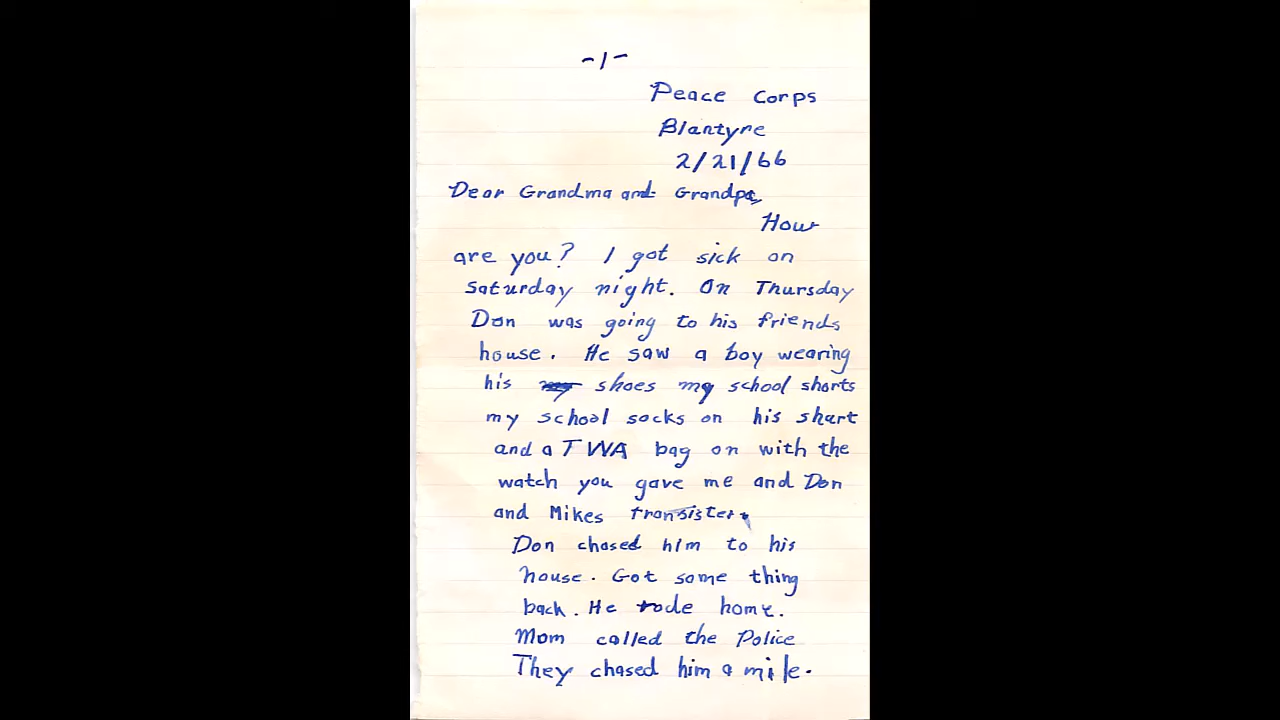 -1-
Peace Corps
Blantyre
2/21/66
Dear Grandma and Grandpa,
How
are you? I got sick on
Saturday night. On Thursday
Don was going to his friends
house. He saw a boy wearing
his shoes my school shorts
my school socks on his shart
and a TWA bag on with the
watch you gave me and Don
and Mikes transister.
Don chased him to his
house. Got some thing
back. He rode home.
Mom called the Police
They chased him a mile.